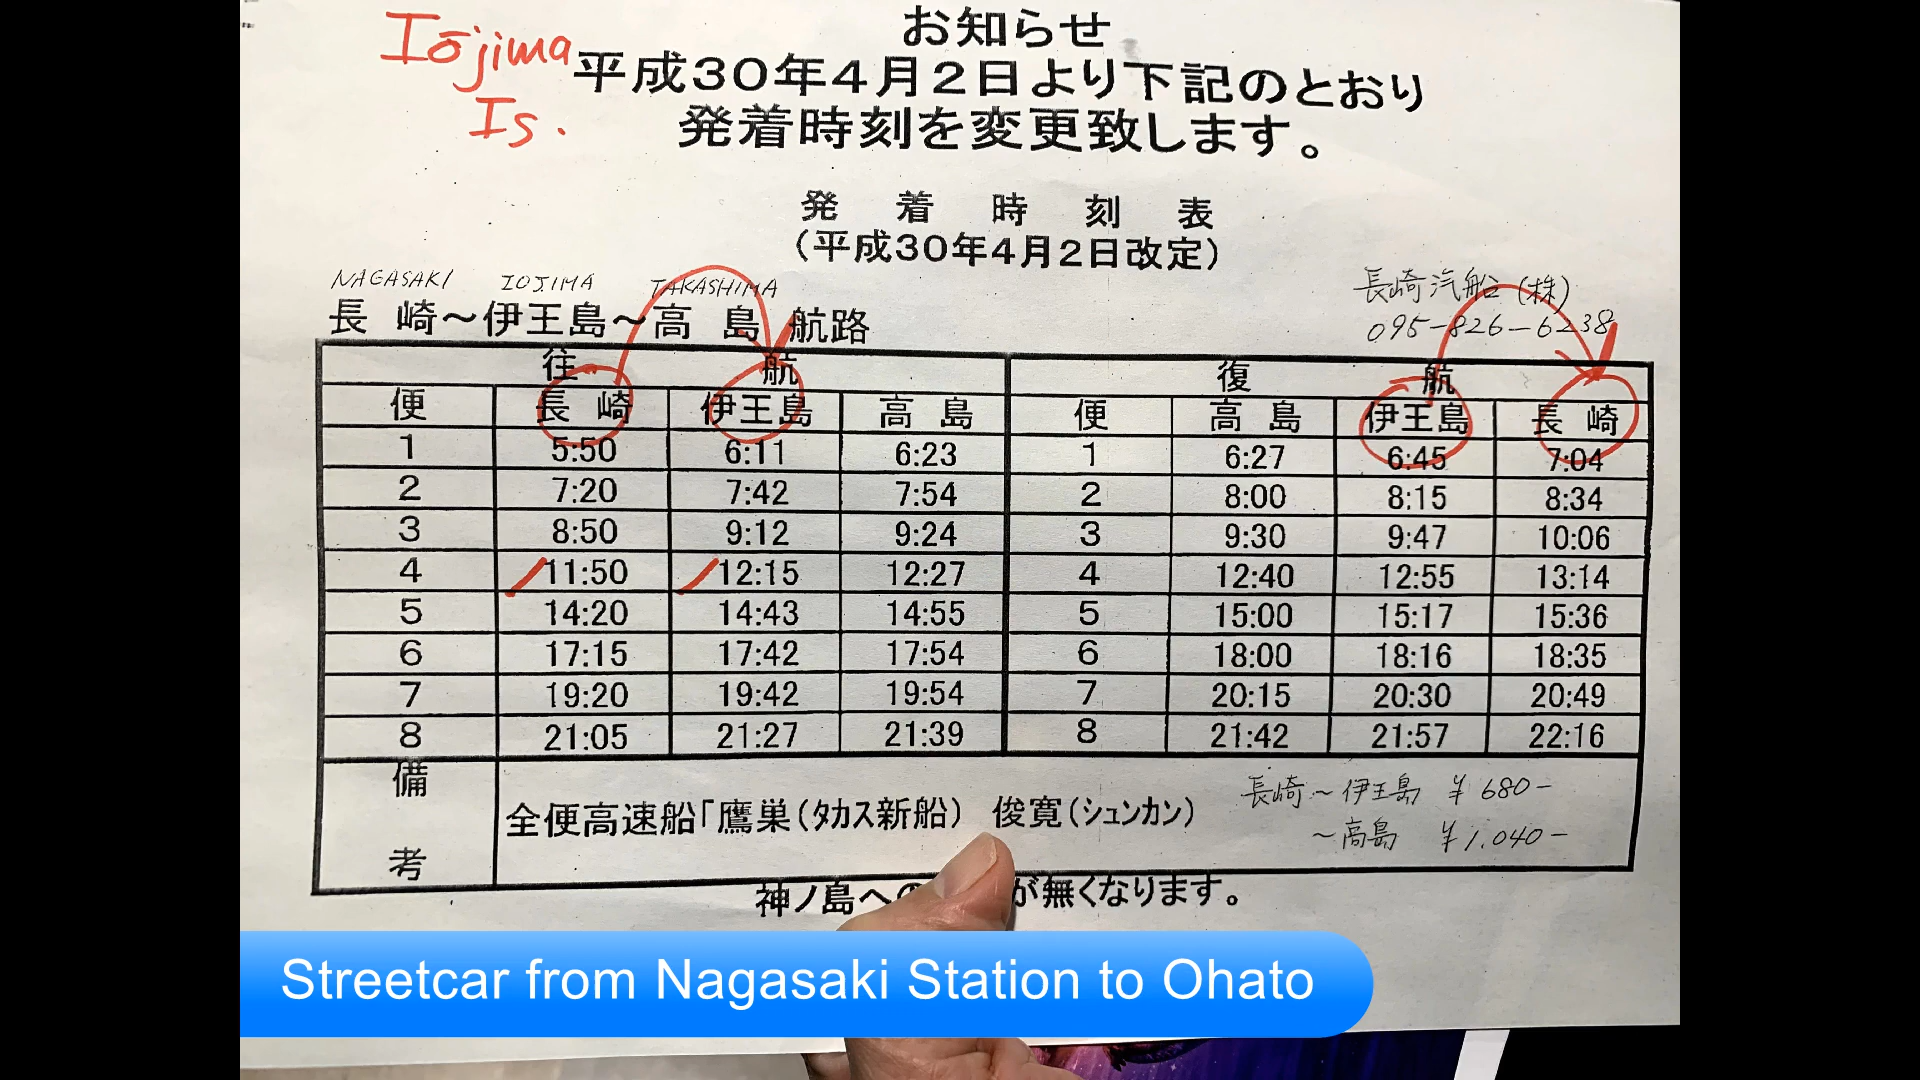 Iojima
Is.
お知らせ
平成30年4月2日より下記のとおり
発着時刻を変更致します。
発着時刻表
(平成30年4月2日改定)
NAGASAKI IOJIMA TAKASHIMA
長崎~伊王島~高島 航路
長崎汽船(株)
095-826-6238
往航 復航
便 長崎 伊王島 高島 便 高島 伊王島 長崎
1 5:50 6:11 6:23 1 6:27 6:45 7:04
2 7:20 7:42 7:54 2 8:00 8:15 8:34
3 8:50 9:12 9:24 3 9:30 9:47 10:06
4 11:50 12:15 12:27 4 12:40 12:55 13:14
5 14:20 14:43 14:55 5 15:00 15:17 15:36
6 17:15 17:42 17:54 6 18:00 18:16 18:35
7 19:20 19:42 19:54 7 20:15 20:30 20:49
8 21:05 21:27 21:39 8 21:42 21:57 22:16
備考
全便高速船「鷹巣(タカス新船) 俊寛(シュンカン)
長崎~伊王島 ¥680-
~高島 ¥1,040-
神ノ島への が無くなります。
Streetcar from Nagasaki Station to Ohato